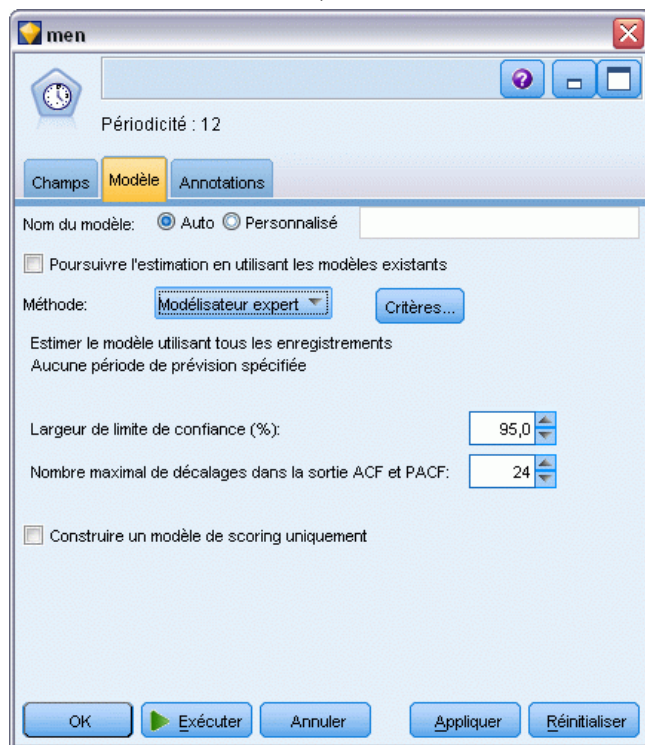 men
Périodicité : 12
Champs Modèle Annotations
Nom du modèle: Auto Personnalisé
Poursuivre l'estimation en utilisant les modèles existants
Méthode: Modélisateur expert Critères...
Estimer le modèle utilisant tous les enregistrements
Aucune période de prévision spécifiée
Largeur de limite de confiance (%): 95,0
Nombre maximal de décalages dans la sortie ACF et PACF: 24
Construire un modèle de scoring uniquement
OK Exécuter Annuler Appliquer Réinitialiser